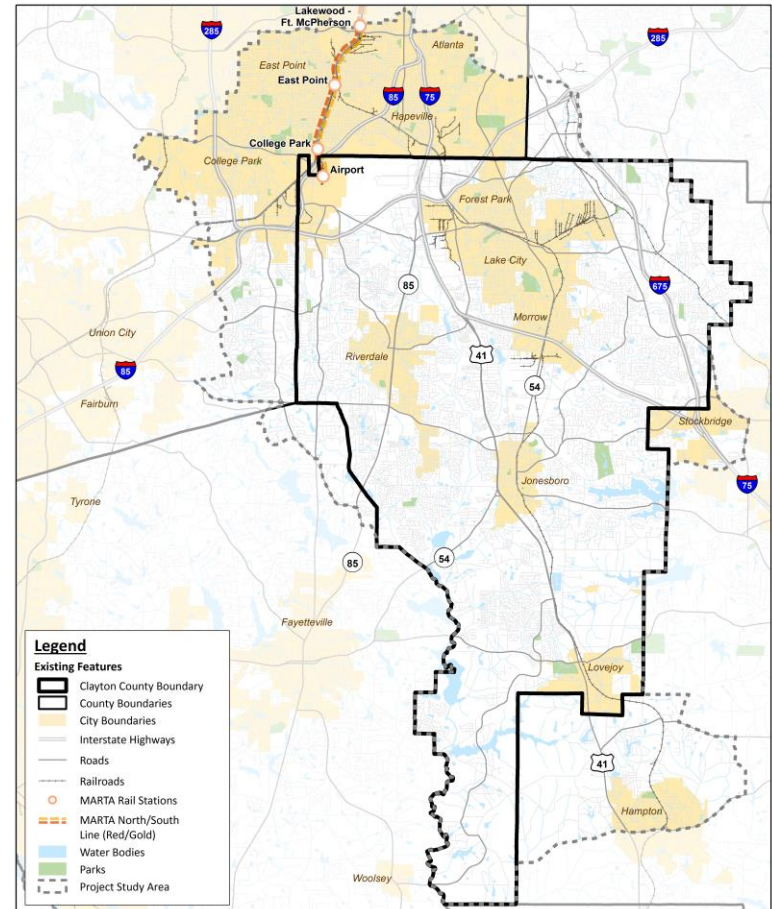 Lakewood -
Ft. McPherson
285
285
Atlanta
East Point
East Point
85
75
Hapeville
College Park
College Park
Airport
Forest Park
Lake City
85
675
Union City
Morrow
Riverdale
41
85
54
Fairburn
Stockbridge
Jonesboro
75
Tyrone
54
85
Fayetteville
Lovejoy
41
Hampton
Woolsey
Legend
Existing Features
Clayton County Boundary
County Boundaries
City Boundaries
Interstate Highways
Roads
Railroads
MARTA Rail Stations
MARTA North/South
Line (Red/Gold)
Water Bodies
Parks
Project Study Area